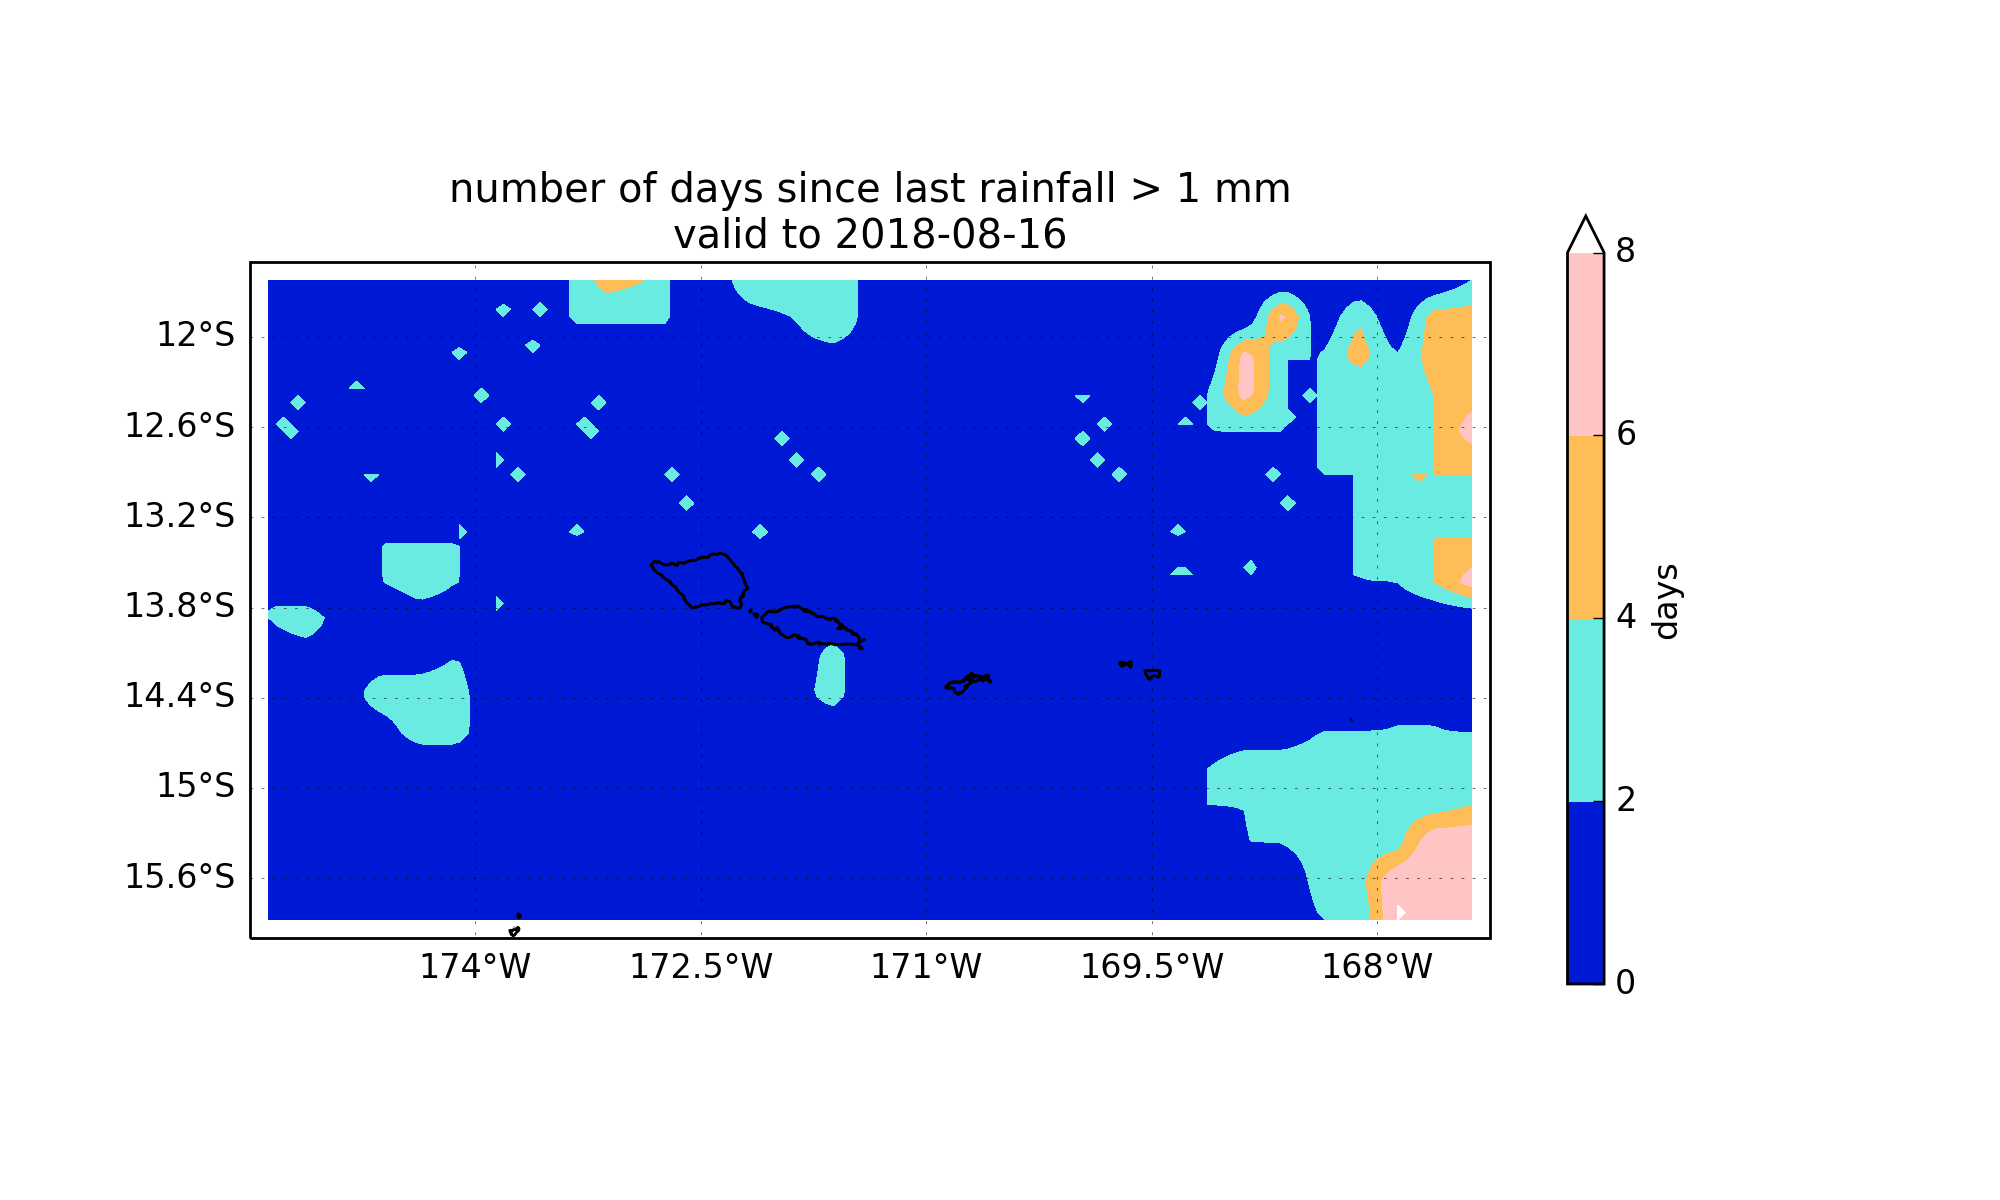 number of days since last rainfall > 1 mm
valid to 2018-08-16
12°S
12.6°S
13.2°S
13.8°S
14.4°S
15°S
15.6°S
174°W
172.5°W
171°W
169.5°W
168°W
8
6
4
2
0
days